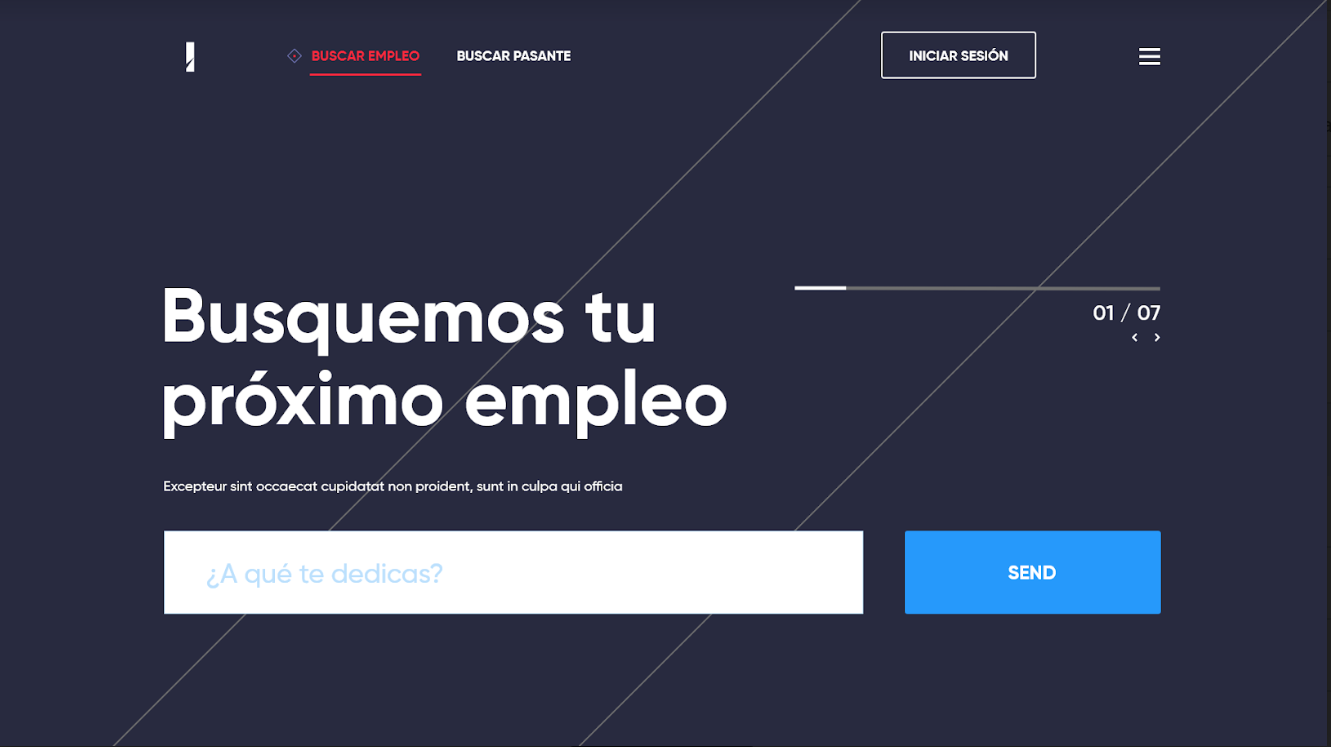 BUSCAR EMPLEO
BUSCAR PASANTE
INICIAR SESIÓN
Busquemos tu
próximo empleo
01 / 07
Excepteur sint occaecat cupidatat non proident, sunt in culpa qui officia
¿A qué te dedicas?
SEND